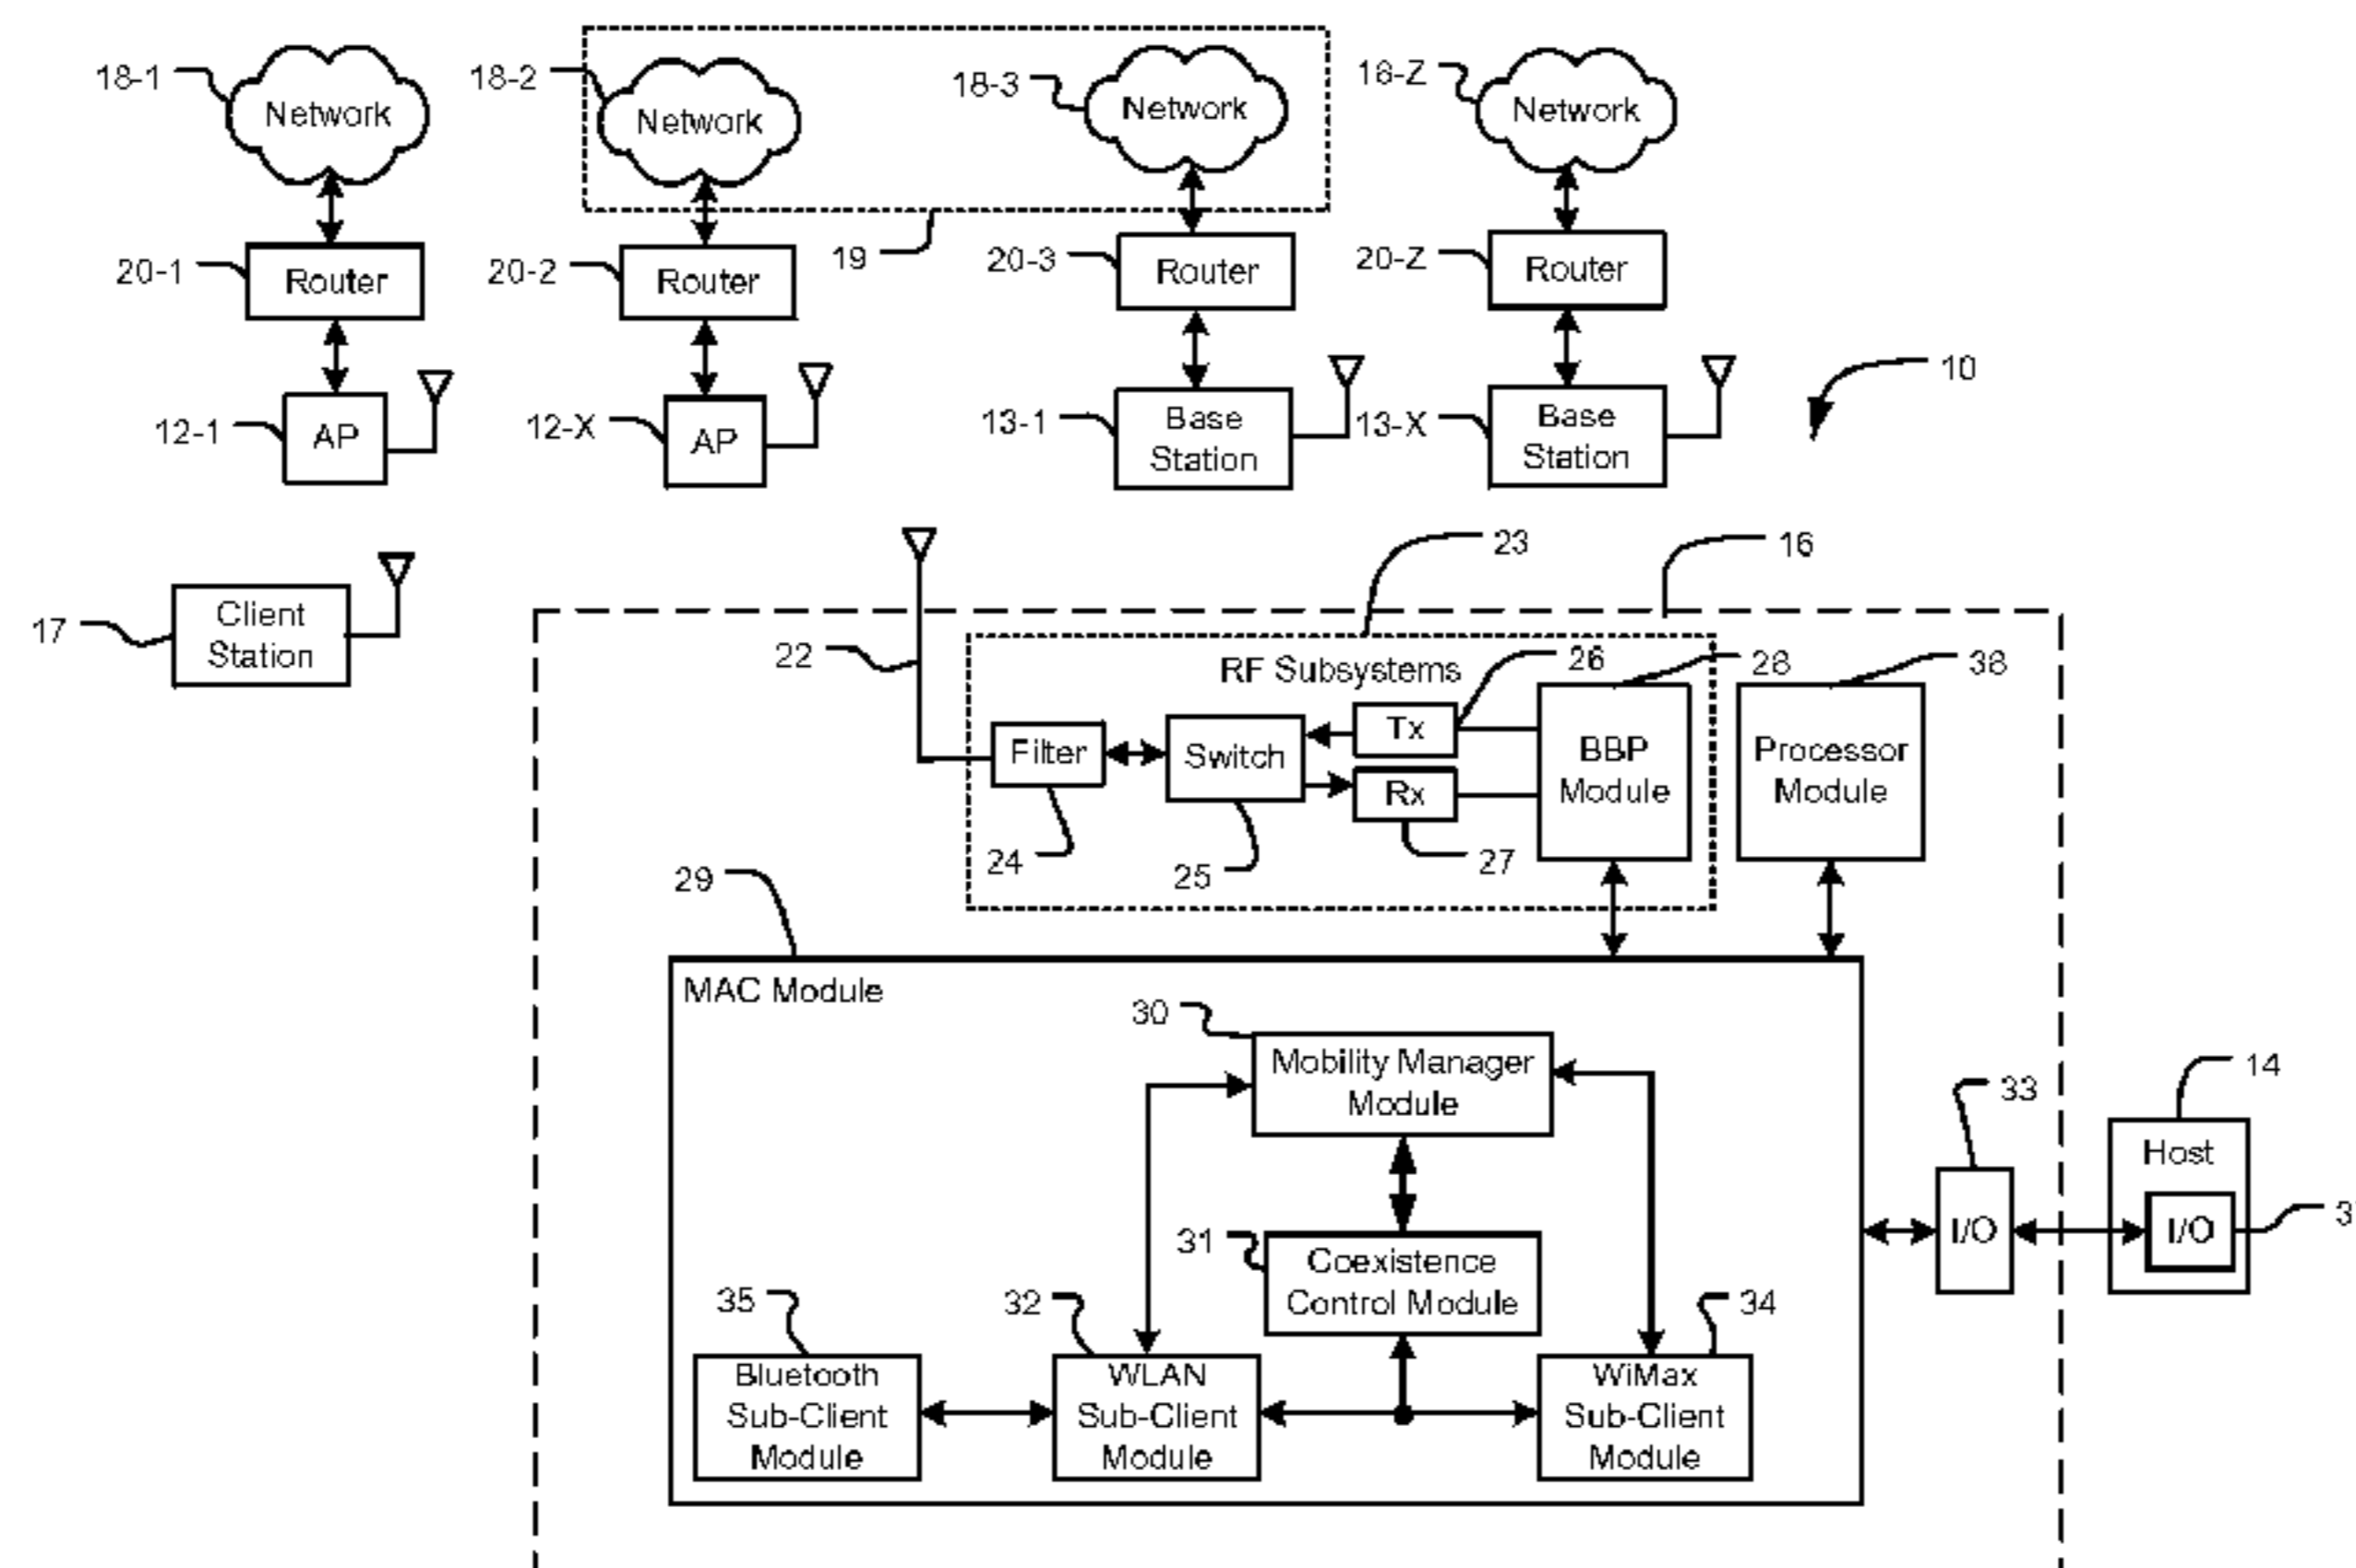 18-1
Network
18-2
Network
18-3
Network
18-Z
Network
20-1
Router
20-2
Router
19
20-3
Router
20-Z
Router
12-1
AP
12-X
AP
13-1
Base
Station
13-X
Base
Station
10
17
Client
Station
22
23
16
RF Subsystems
26
28
38
Filter
Switch
Tx
Rx
BBP
Module
Processor
Module
24
25
27
29
MAC Module
30
Mobility Manager
Module
33
14
Host
I/O
I/O
3
31
Coexistence
Control Module
35
32
34
Bluetooth
Sub-Client
Module
WLAN
Sub-Client
Module
WiMax
Sub-Client
Module